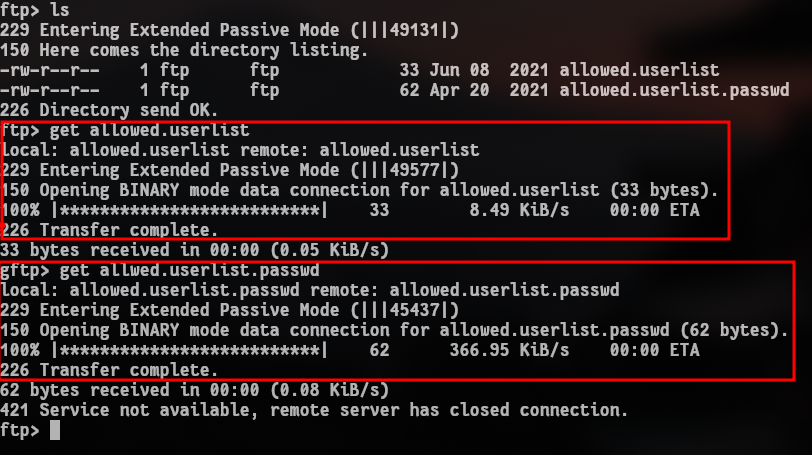 ftp> ls
229 Entering Extended Passive Mode (|||49131|)
150 Here comes the directory listing.
-rw-r--r--    1 ftp      ftp            33 Jun 08  2021 allowed.userlist
-rw-r--r--    1 ftp      ftp            62 Apr 20  2021 allowed.userlist.passwd
226 Directory send OK.
ftp> get allowed.userlist
local: allowed.userlist remote: allowed.userlist
229 Entering Extended Passive Mode (|||49577|)
150 Opening BINARY mode data connection for allowed.userlist (33 bytes).
100% |**************************|    33        8.49 KiB/s    00:00 ETA
226 Transfer complete.
33 bytes received in 00:00 (0.05 KiB/s)
gftp> get allwed.userlist.passwd
local: allowed.userlist.passwd remote: allowed.userlist.passwd
229 Entering Extended Passive Mode (|||45437|)
150 Opening BINARY mode data connection for allowed.userlist.passwd (62 bytes).
100% |**************************|    62      366.95 KiB/s    00:00 ETA
226 Transfer complete.
62 bytes received in 00:00 (0.08 KiB/s)
421 Service not available, remote server has closed connection.
ftp>